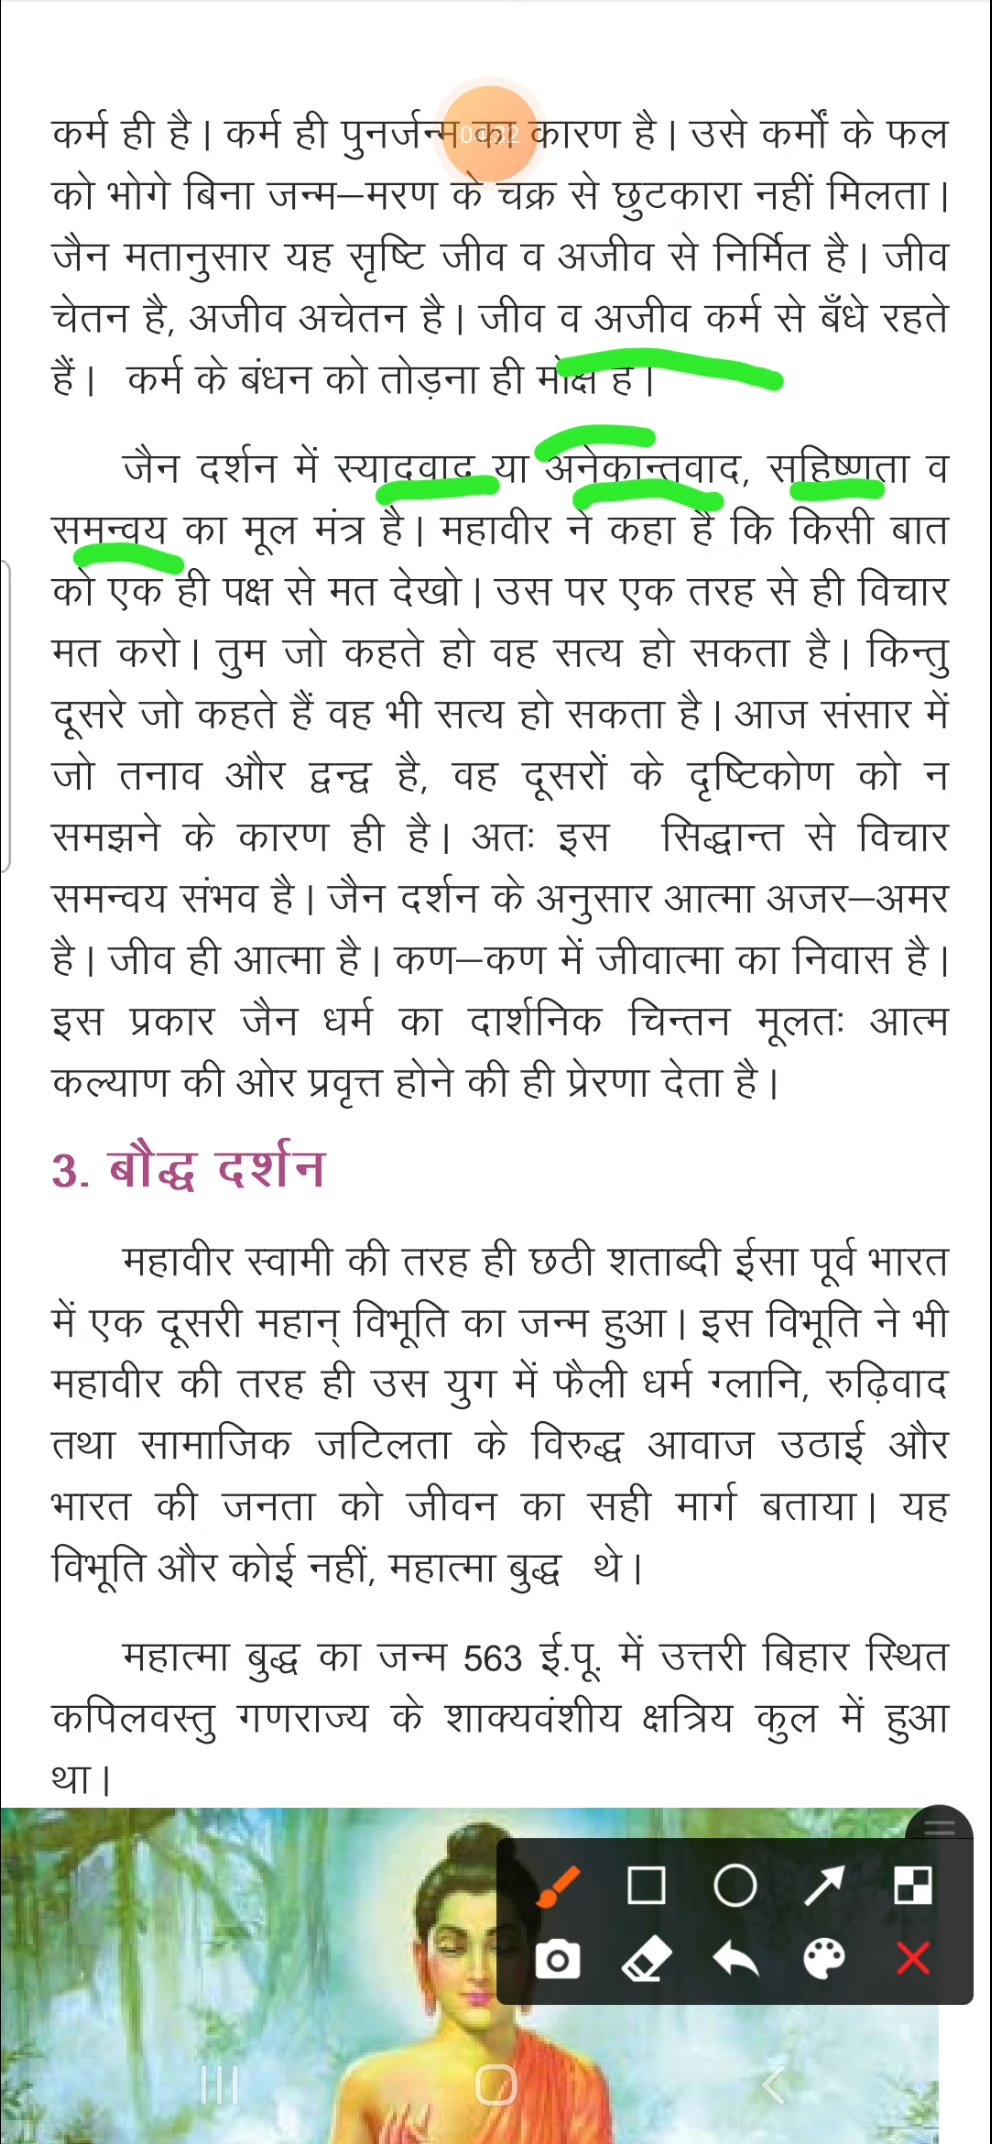 कर्म ही है। कर्म ही पुनर्जन्म का कारण है। उसे कर्मों के फल
को भोगे बिना जन्म–मरण के चक्र से छुटकारा नहीं मिलता।
जैन मतानुसार यह सृष्टि जीव व अजीव से निर्मित है। जीव
चेतन है, अजीव अचेतन है। जीव व अजीव कर्म से बँधे रहते
हैं। कर्म के बंधन को तोड़ना ही मोक्ष है।
जैन दर्शन में स्यादवाद या अनेकान्तवाद, सहिष्णता व
समन्वय का मूल मंत्र है। महावीर ने कहा है कि किसी बात
को एक ही पक्ष से मत देखो। उस पर एक तरह से ही विचार
मत करो। तुम जो कहते हो वह सत्य हो सकता है। किन्तु
दूसरे जो कहते हैं वह भी सत्य हो सकता है। आज संसार में
जो तनाव और द्वन्द्व है, वह दूसरों के दृष्टिकोण को न
समझने के कारण ही है। अतः इस सिद्धान्त से विचार
समन्वय संभव है। जैन दर्शन के अनुसार आत्मा अजर–अमर
है। जीव ही आत्मा है। कण–कण में जीवात्मा का निवास है।
इस प्रकार जैन धर्म का दार्शनिक चिन्तन मूलतः आत्म
कल्याण की ओर प्रवृत्त होने की ही प्रेरणा देता है।
3. बौद्ध दर्शन
महावीर स्वामी की तरह ही छठी शताब्दी ईसा पूर्व भारत
में एक दूसरी महान् विभूति का जन्म हुआ। इस विभूति ने भी
महावीर की तरह ही उस युग में फैली धर्म ग्लानि, रुढ़िवाद
तथा सामाजिक जटिलता के विरुद्ध आवाज उठाई और
भारत की जनता को जीवन का सही मार्ग बताया। यह
विभूति और कोई नहीं, महात्मा बुद्ध थे।
महात्मा बुद्ध का जन्म 563 ई.पू. में उत्तरी बिहार स्थित
कपिलवस्तु गणराज्य के शाक्यवंशीय क्षत्रिय कुल में हुआ
था।